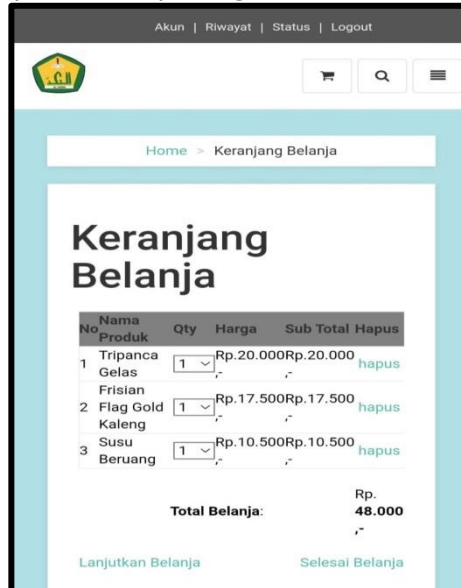 Akun | Riwayat | Status | Logout
Home > Keranjang Belanja
Keranjang
Belanja
No Nama Produk Qty Harga Sub Total Hapus
1 Tripanca Gelas 1 Rp.20.000,- Rp.20.000,- hapus
2 Frisian Flag Gold Kaleng 1 Rp.17.500,- Rp.17.500,- hapus
3 Susu Beruang 1 Rp.10.500,- Rp.10.500,- hapus
Total Belanja: Rp. 48.000,-
Lanjutkan Belanja Selesai Belanja